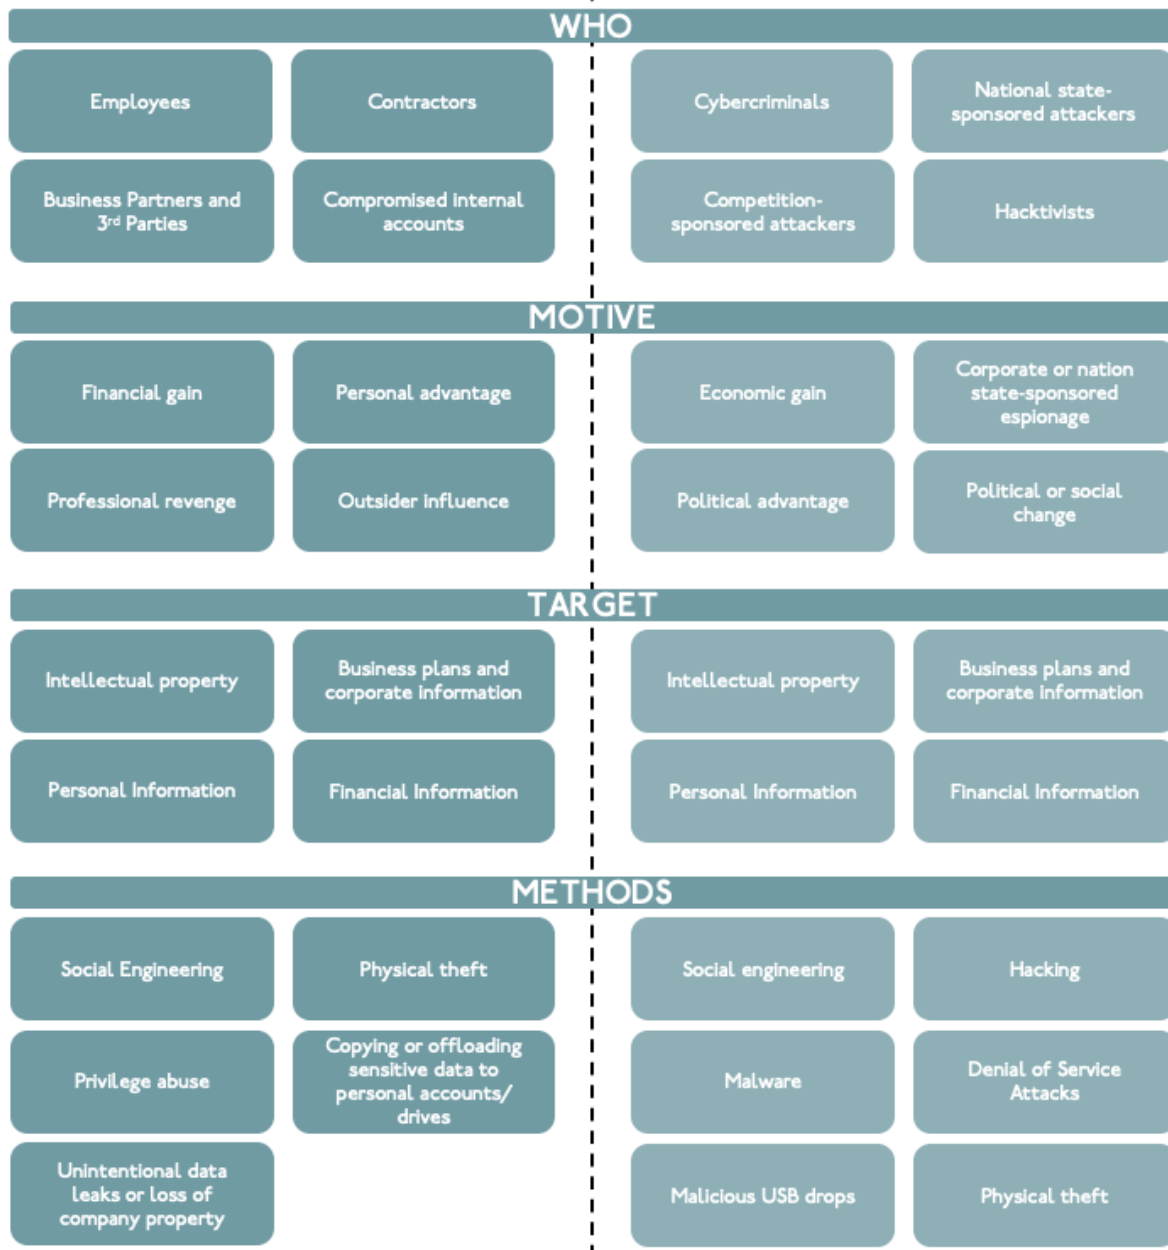 WHO
Employees
Contractors
Cybercriminals
National state-
sponsored attackers
Business Partners and
3rd Parties
Compromised internal
accounts
Competition-
sponsored attackers
Hacktivists
MOTIVE
Financial gain
Personal advantage
Economic gain
Corporate or nation
state-sponsored
espionage
Professional revenge
Outsider influence
Political advantage
Political or social
change
TARGET
Intellectual property
Business plans and
corporate information
Intellectual property
Business plans and
corporate information
Personal Information
Financial Information
Personal Information
Financial Information
METHODS
Social Engineering
Physical theft
Social engineering
Hacking
Privilege abuse
Copying or offloading
sensitive data to
personal accounts/
drives
Malware
Denial of Service
Attacks
Unintentional data
leaks or loss of
company property
Malicious USB drops
Physical theft